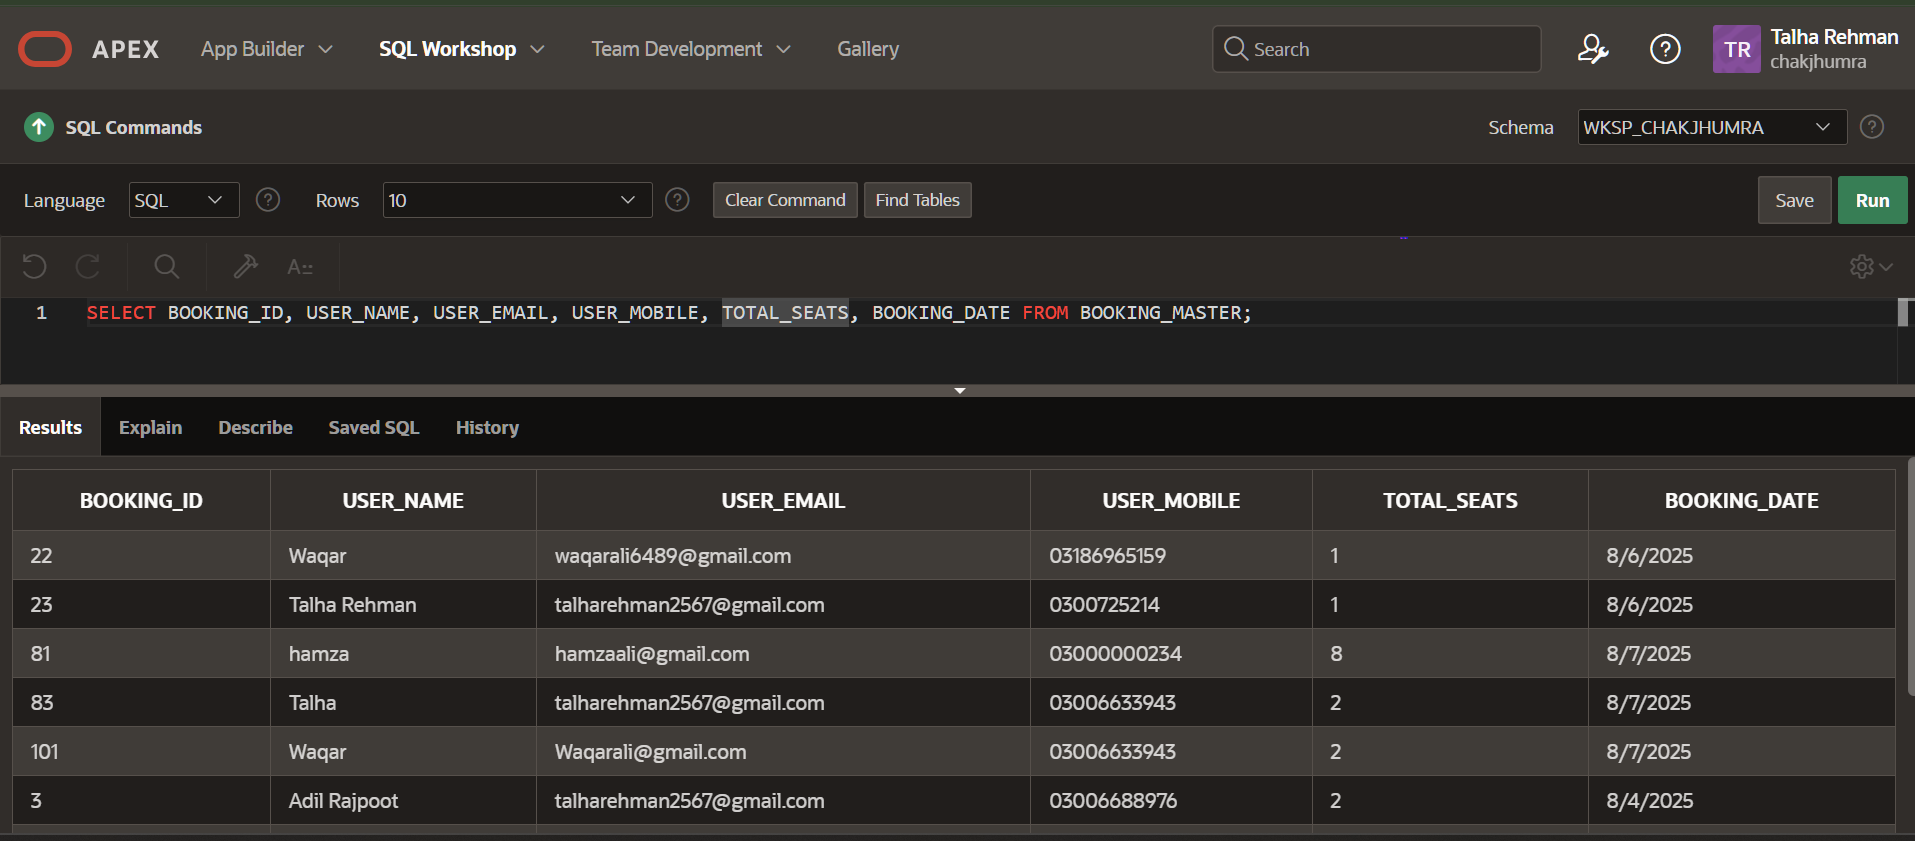 APEX App Builder SQL Workshop Team Development Gallery Search ? TR Talha Rehman
chakjhumra
SQL Commands Schema WKSP_CHAKJHUMRA ?
Language SQL ? Rows 10 ? Clear Command Find Tables Save Run
A::
1 SELECT BOOKING_ID, USER_NAME, USER_EMAIL, USER_MOBILE, TOTAL_SEATS, BOOKING_DATE FROM BOOKING_MASTER;
Results Explain Describe Saved SQL History
BOOKING_ID USER_NAME USER_EMAIL USER_MOBILE TOTAL_SEATS BOOKING_DATE
22 Waqar waqarali6489@gmail.com 03186965159 1 8/6/2025
23 Talha Rehman talharehman2567@gmail.com 0300725214 1 8/6/2025
81 hamza hamzaali@gmail.com 03000000234 8 8/7/2025
83 Talha talharehman2567@gmail.com 03006633943 2 8/7/2025
101 Waqar Waqarali@gmail.com 03006633943 2 8/7/2025
3 Adil Rajpoot talharehman2567@gmail.com 03006688976 2 8/4/2025